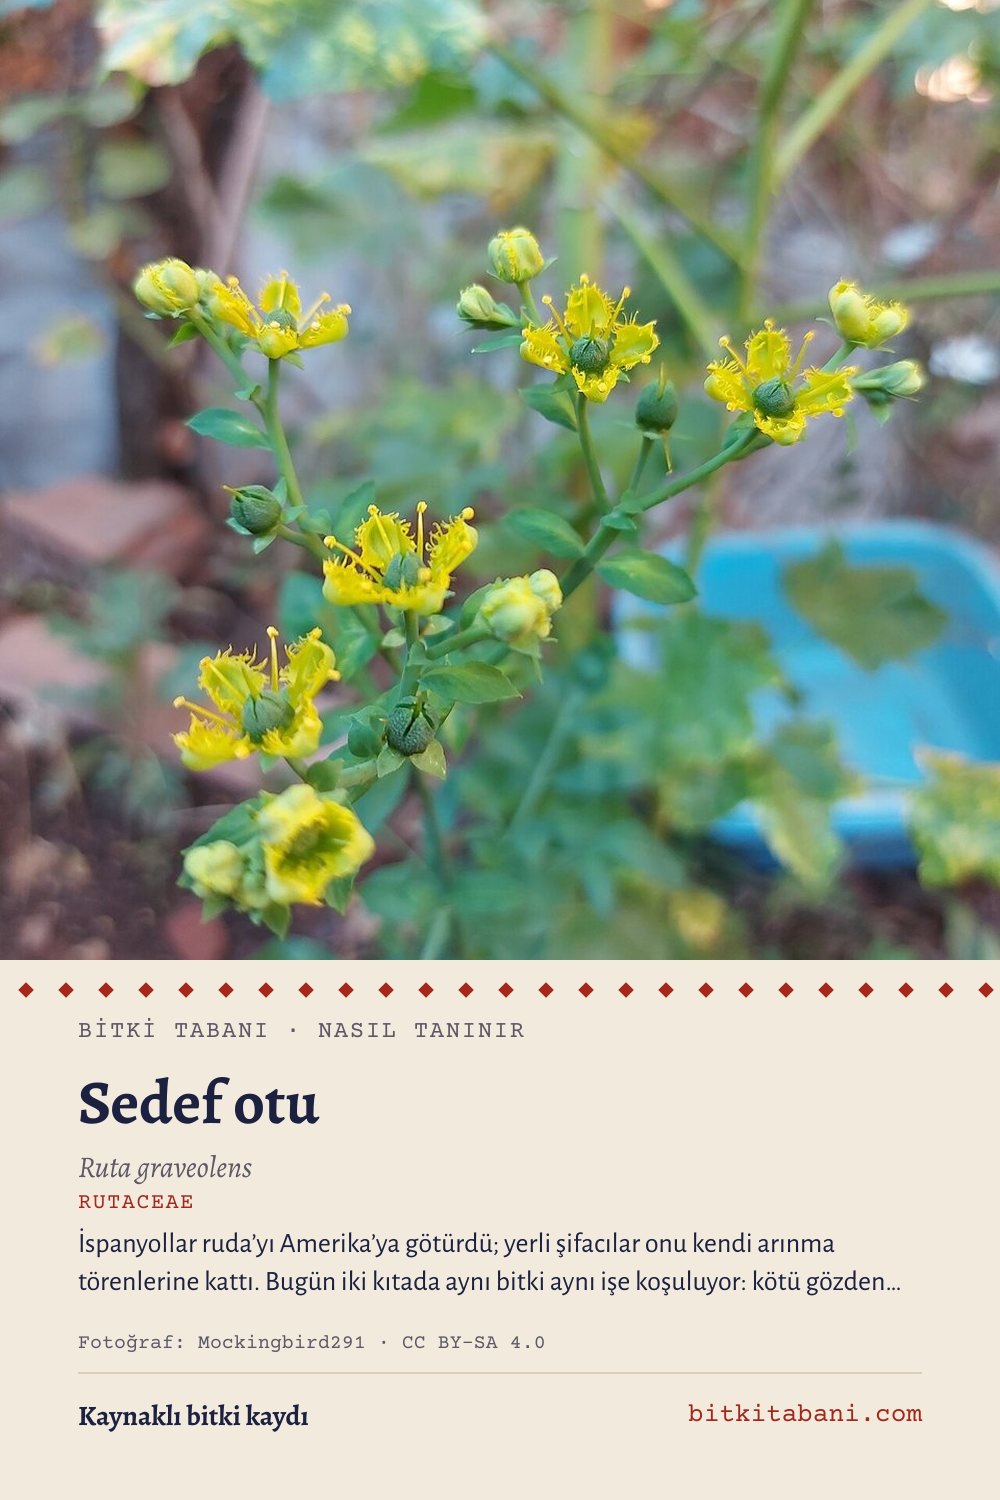 BİTKİ TABANI · NASIL TANINIR
Sedef otu
Ruta graveolens
RUTACEAE
İspanyollar ruda’yı Amerika’ya götürdü; yerli şifacılar onu kendi arınma
törenlerine kattı. Bugün iki kıtada aynı bitki aynı işe koşuluyor: kötü gözden…
Fotoğraf: Mockingbird291 · CC BY-SA 4.0
Kaynaklı bitki kaydı
bitkitabani.com